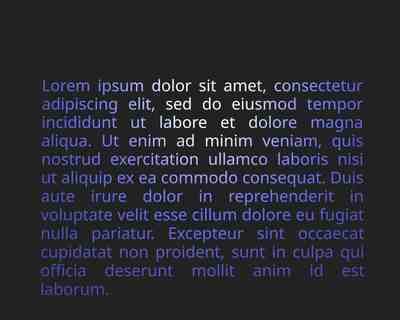 Lorem ipsum dolor sit amet, consectetur
adipiscing elit, sed do eiusmod tempor
incididunt ut labore et dolore magna
aliqua. Ut enim ad minim veniam, quis
nostrud exercitation ullamco laboris nisi
ut aliquip ex ea commodo consequat. Duis
aute irure dolor in reprehenderit in
voluptate velit esse cillum dolore eu fugiat
nulla pariatur. Excepteur sint occaecat
cupidatat non proident, sunt in culpa qui
officia deserunt mollit anim id est
laborum.